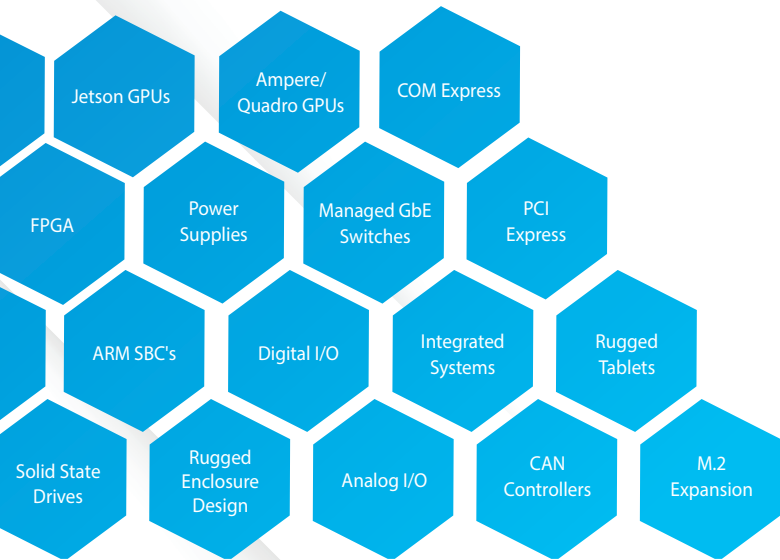 Jetson GPUs
Ampere/
Quadro GPUs
COM Express
FPGA
Power
Supplies
Managed GbE
Switches
PCI
Express
ARM SBC's
Digital I/O
Integrated
Systems
Rugged
Tablets
Solid State
Drives
Rugged
Enclosure
Design
Analog I/O
CAN
Controllers
M.2
Expansion